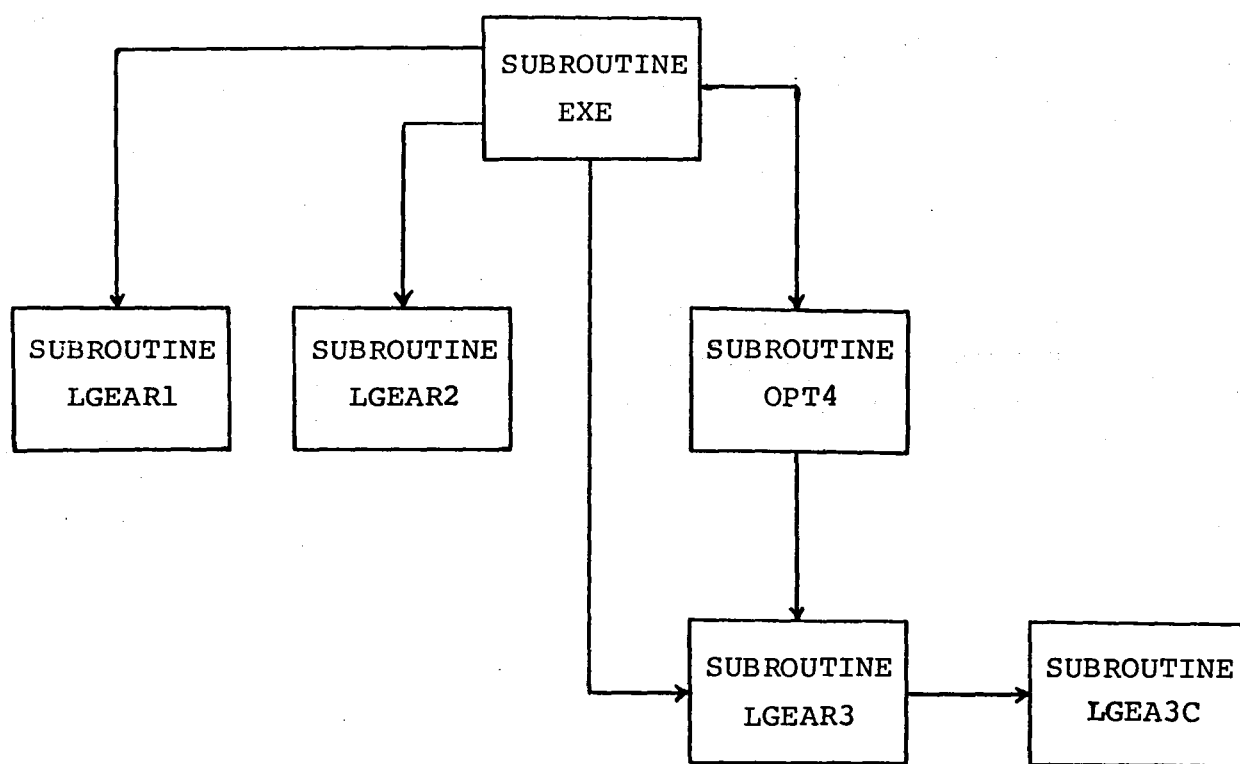 SUBROUTINE
EXE
SUBROUTINE
LGEAR1
SUBROUTINE
LGEAR2
SUBROUTINE
OPT4
SUBROUTINE
LGEAR3
SUBROUTINE
LGEA3C